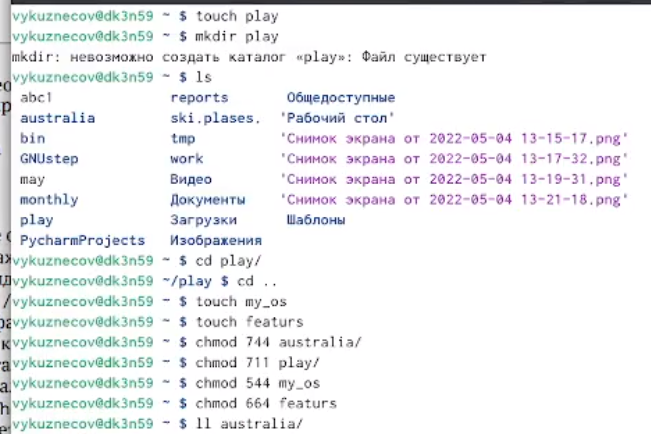 vykuznecov@dk3n59 ~ $ touch play
vykuznecov@dk3n59 ~ $ mkdir play
mkdir: невозможно создать каталог «play»: Файл существует
vykuznecov@dk3n59 ~ $ ls
abc1 reports Общедоступные
australia ski.plases. 'Рабочий стол'
bin tmp 'Снимок экрана от 2022-05-04 13-15-17.png'
GNUstep work 'Снимок экрана от 2022-05-04 13-17-32.png'
may Видео 'Снимок экрана от 2022-05-04 13-19-31.png'
monthly Документы 'Снимок экрана от 2022-05-04 13-21-18.png'
play Загрузки Шаблоны
PycharmProjects Изображения
vykuznecov@dk3n59 ~ $ cd play/
vykuznecov@dk3n59 ~/play $ cd ..
vykuznecov@dk3n59 ~ $ touch my_os
vykuznecov@dk3n59 ~ $ touch featurs
vykuznecov@dk3n59 ~ $ chmod 744 australia/
vykuznecov@dk3n59 ~ $ chmod 711 play/
vykuznecov@dk3n59 ~ $ chmod 544 my_os
vykuznecov@dk3n59 ~ $ chmod 664 featurs
vykuznecov@dk3n59 ~ $ ll australia/